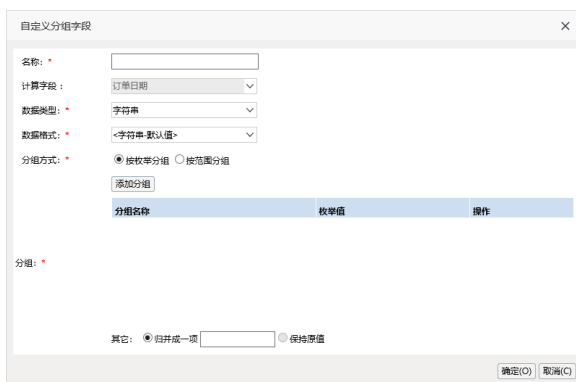 自定义分组字段 ×
名称: *
计算字段 : 订单日期
数据类型: * 字符串
数据格式: * <字符串-默认值>
分组方式: * 按枚举分组 按范围分组
添加分组
分组名称 枚举值 操作
分组: *
其它: 归并成一项 保持原值
确定(O) 取消(C)